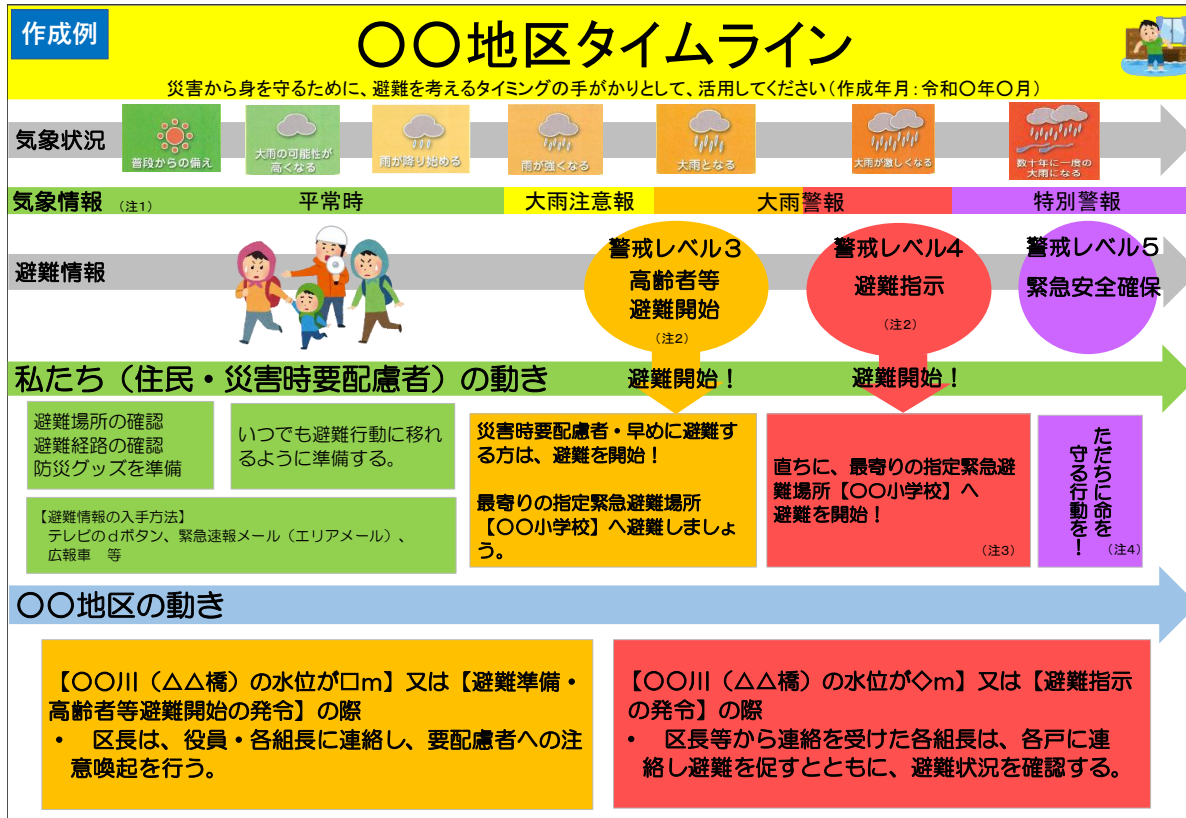 作成例
〇〇地区タイムライン
災害から身を守るために、避難を考えるタイミングの手がかりとして、活用してください（作成年月：令和〇年〇月）
気象状況
普段からの備え
大雨の可能性が
高くなる
雨が降り始める
雨が強くなる
大雨となる
大雨が激しくなる
数十年に一度の
大雨になる
気象情報 （注1）
平常時
大雨注意報
大雨警報
特別警報
避難情報
警戒レベル３
高齢者等
避難開始
（注2）
警戒レベル4
避難指示
（注2）
警戒レベル５
緊急安全確保
私たち（住民・災害時要配慮者）の動き
避難開始！
避難開始！
避難場所の確認
避難経路の確認
防災グッズを準備
いつでも避難行動に移れ
るように準備する。
【避難情報の入手方法】
テレビのｄボタン、緊急速報メール（エリアメール）、
広報車　等
災害時要配慮者・早めに避難す
る方は、避難を開始！
最寄りの指定緊急避難場所
【〇〇小学校】へ避難しましょ
う。
直ちに、最寄りの指定緊急避
難場所【〇〇小学校】へ
避難を開始！
（注3）
ただちに命を
守る行動を！
（注4）
〇〇地区の動き
【〇〇川（△△橋）の水位が□ｍ】又は【避難準備・
高齢者等避難開始の発令】の際
•　区長は、役員・各組長に連絡し、要配慮者への注
意喚起を行う。
【〇〇川（△△橋）の水位が◇ｍ】又は【避難指示
の発令】の際
•　区長等から連絡を受けた各組長は、各戸に連
絡し避難を促すとともに、避難状況を確認する。